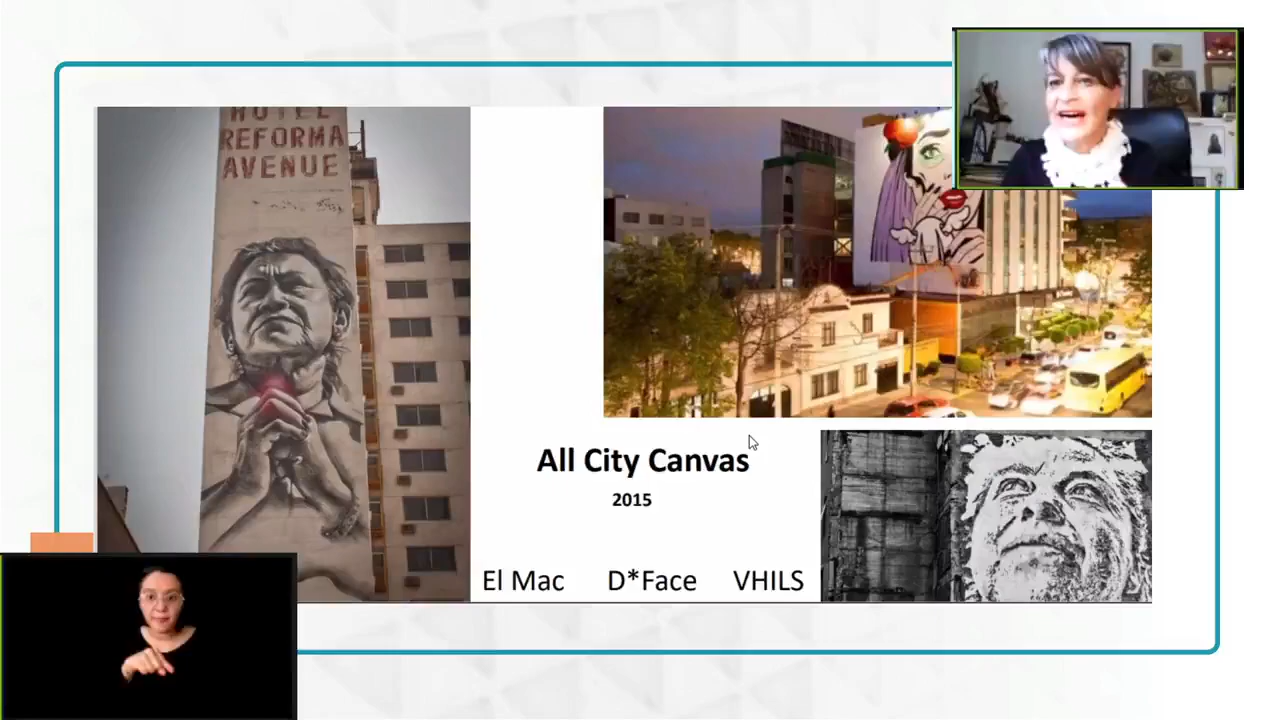 HOTEL
REFORMA
AVENUE
All City Canvas
2015
El Mac D*Face VHILS